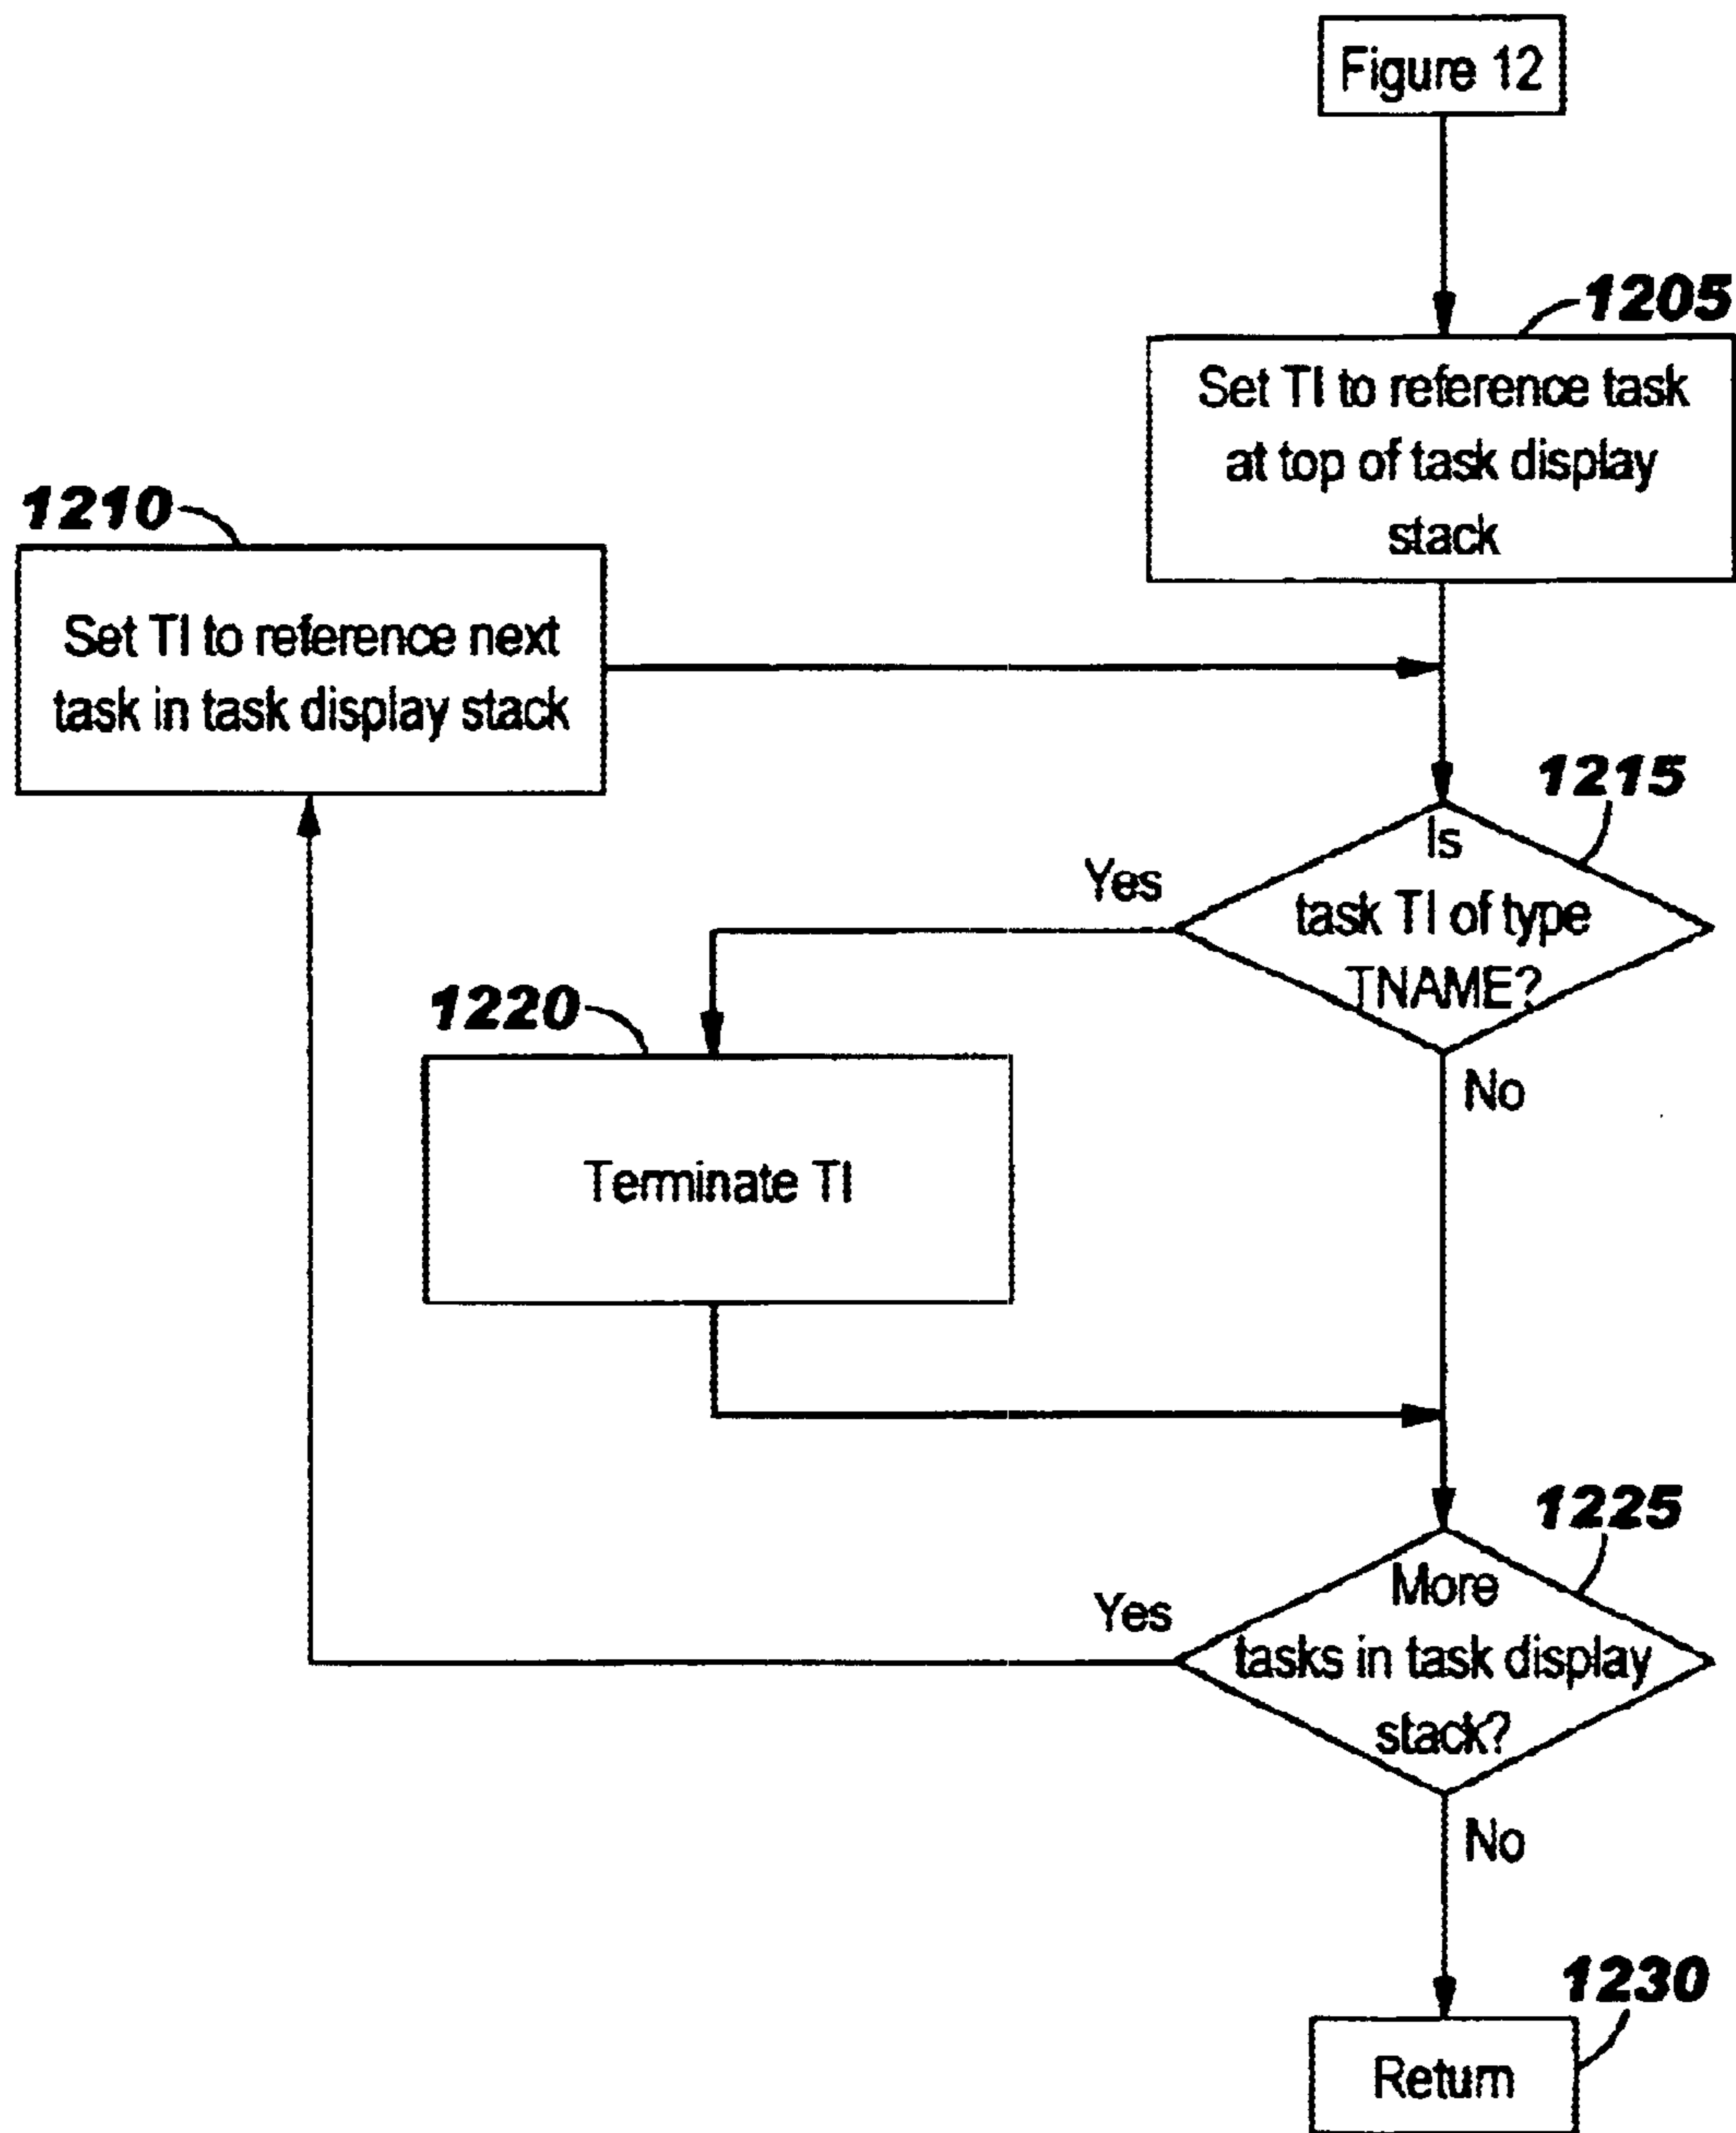 Figure 12
1205
Set TI to reference task
at top of task display
stack
1210
Set TI to reference next
task in task display stack
1215
Is
task TI of type
TNAME?
Yes
No
1220
Terminate TI
1225
More
tasks in task display
stack?
Yes
No
1230
Return